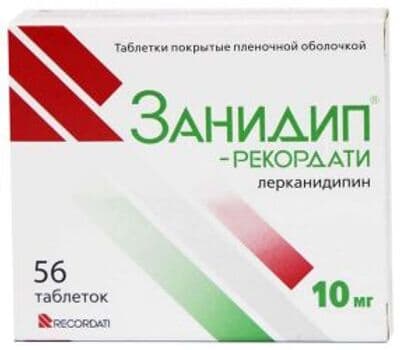 Таблетки покрытые пленочной оболочкой
ЗАНИДИП®
-РЕКОРДАТИ
лерканидипин
56
таблеток
10 мг
RECORDATI